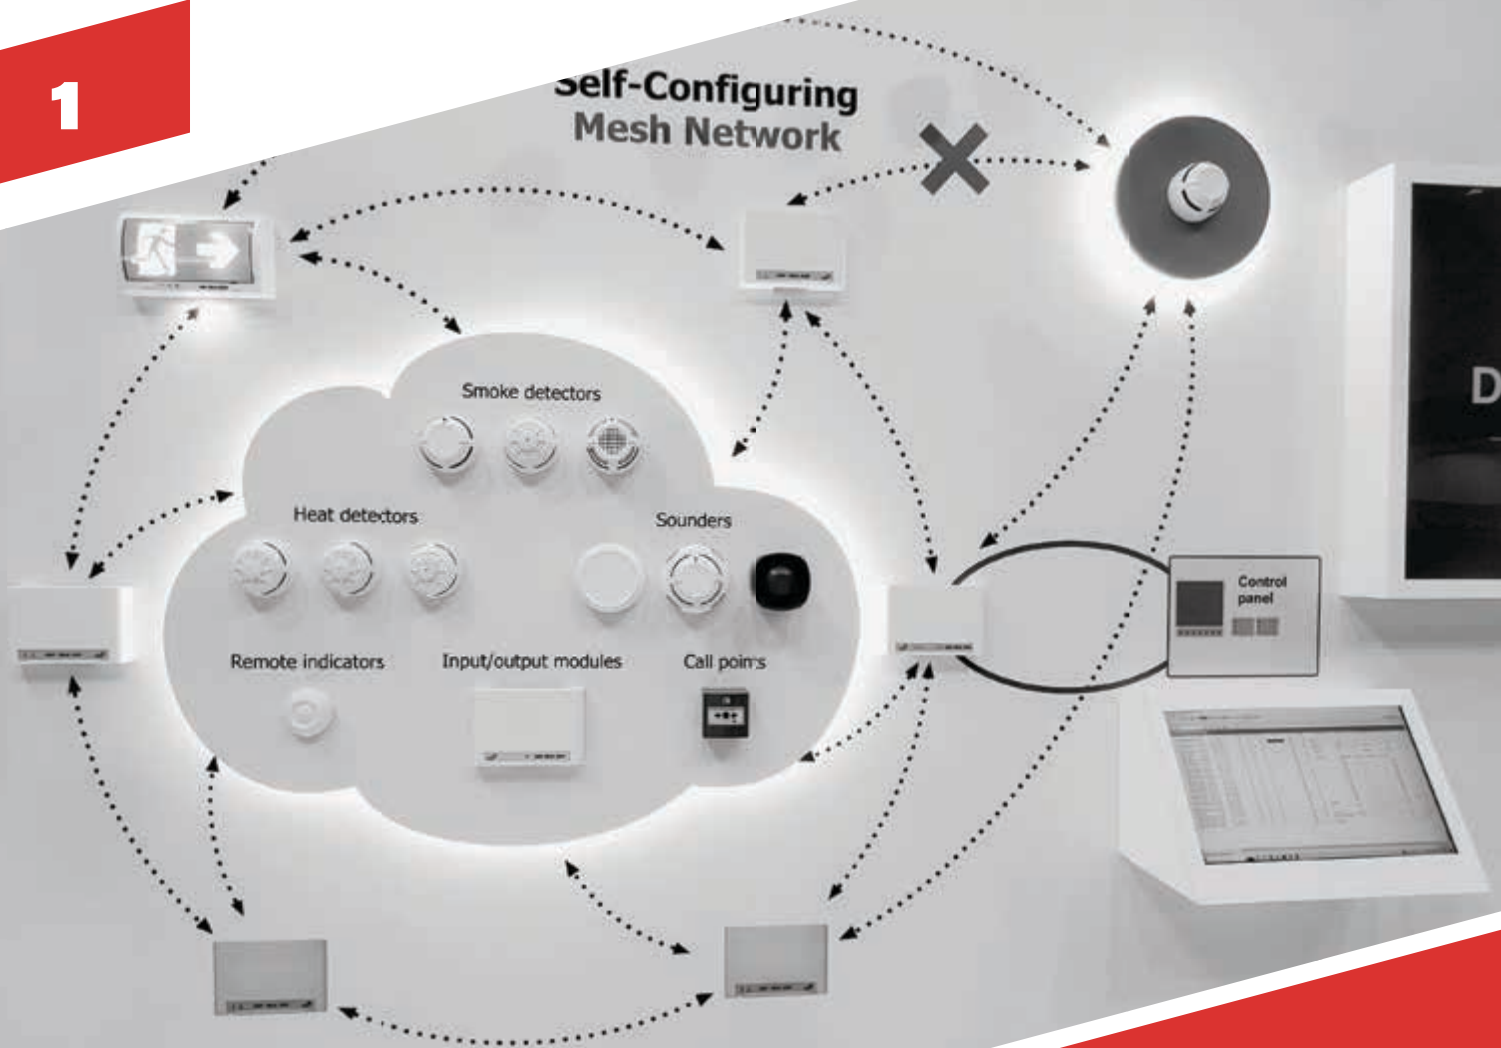 1
Self-Configuring
Mesh Network
D
Smoke detectors
Heat detectors
Sounders
Control
panel
Remote indicators
Input/output modules
Call points